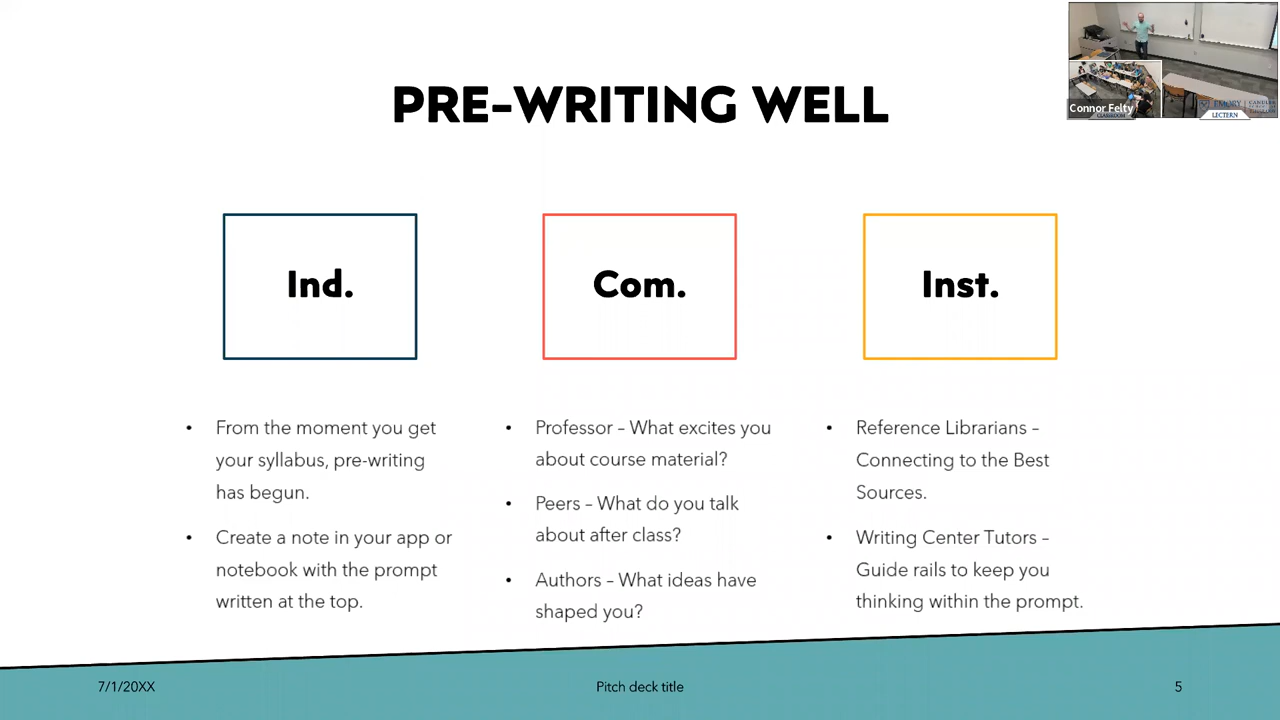 PRE-WRITING WELL
Connor Felty
CLASSROOM
EMORY
LECTERN
Ind.
Com.
Inst.
• From the moment you get
your syllabus, pre-writing
has begun.
• Create a note in your app or
notebook with the prompt
written at the top.
• Professor – What excites you
about course material?
• Peers – What do you talk
about after class?
• Authors – What ideas have
shaped you?
• Reference Librarians –
Connecting to the Best
Sources.
• Writing Center Tutors –
Guide rails to keep you
thinking within the prompt.
7/1/20XX
Pitch deck title
5